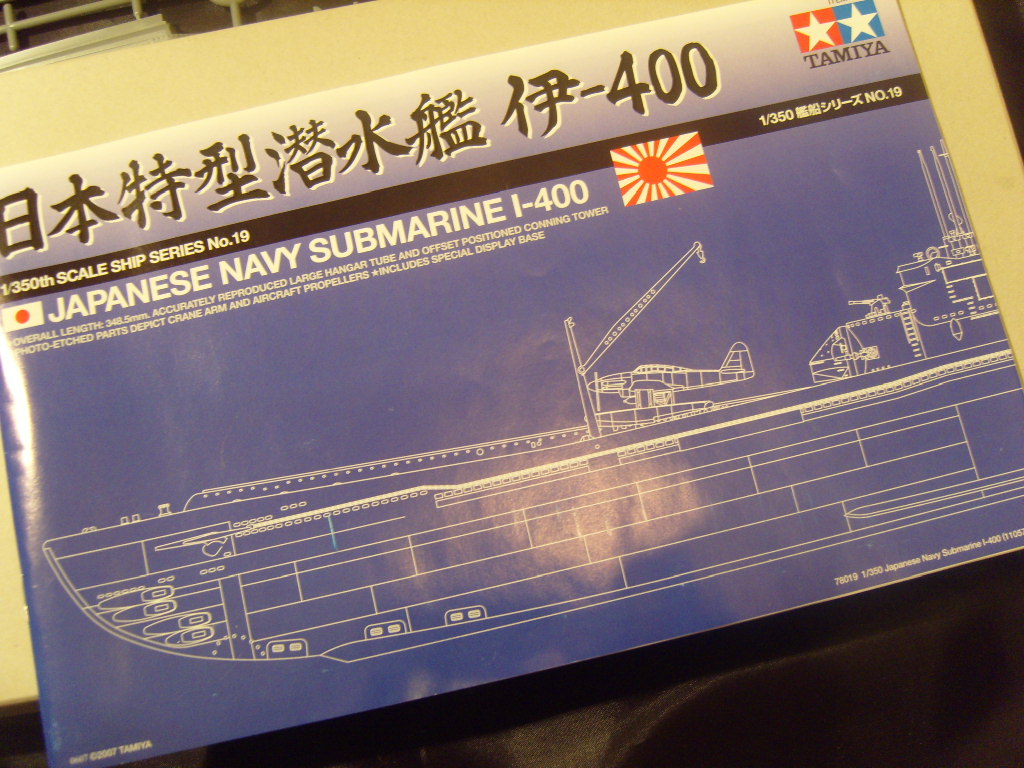 TAMIYA
日本特型潜水艦 伊-400
1/350 艦船シリーズ NO.19
1/350th SCALE SHIP SERIES No.19
JAPANESE NAVY SUBMARINE I-400
OVERALL LENGTH: 348.5mm. ACCURATELY REPRODUCED LARGE HANGAR TUBE AND OFFSET POSITIONED CONNING TOWER
PHOTO-ETCHED PARTS DEPICT CRANE ARM AND AIRCRAFT PROPELLERS ★INCLUDES SPECIAL DISPLAY BASE
78019 1/350 Japanese Navy Submarine I-400
©2007 TAMIYA